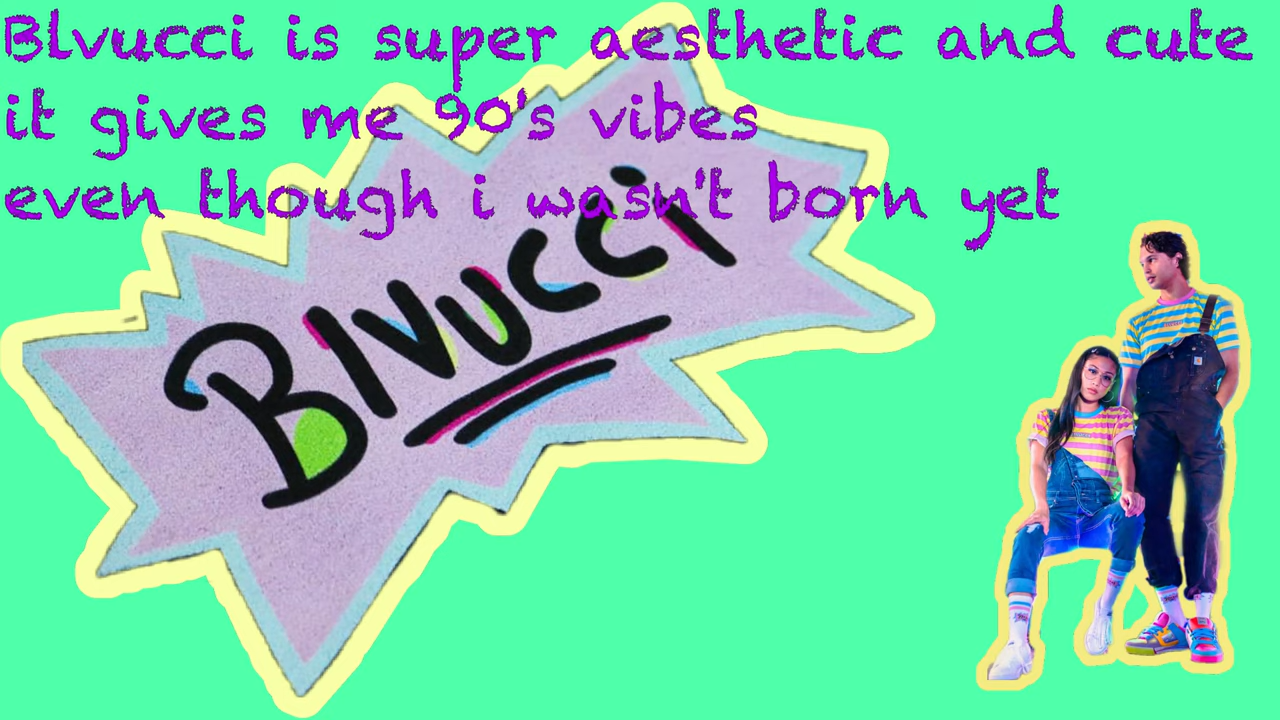 Blvucci is super aesthetic and cute
it gives me 90's vibes
even though i wasn't born yet
Blvucci